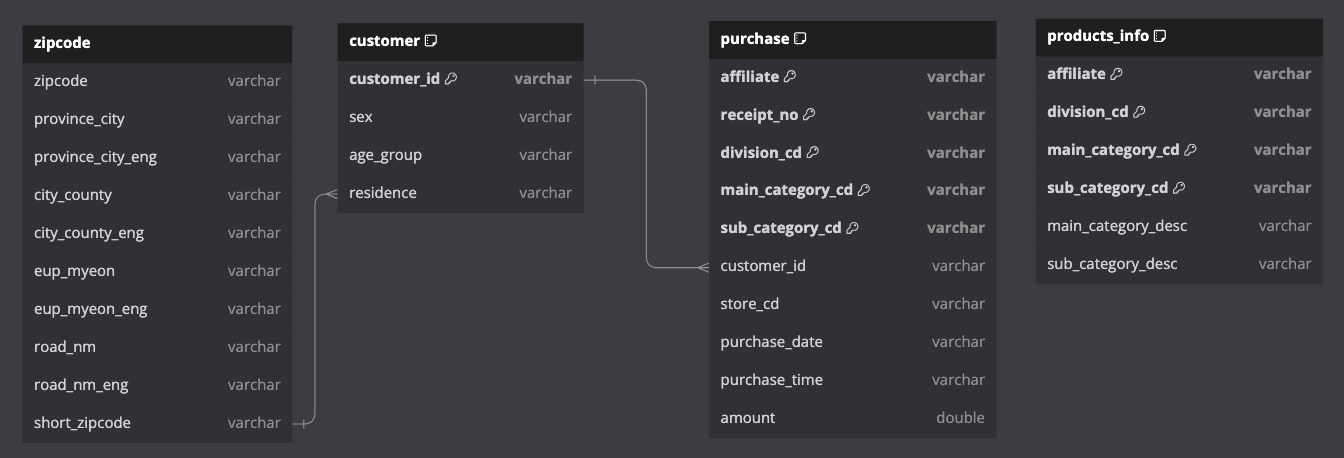 zipcode
zipcode varchar
province_city varchar
province_city_eng varchar
city_county varchar
city_county_eng varchar
eup_myeon varchar
eup_myeon_eng varchar
road_nm varchar
road_nm_eng varchar
short_zipcode varchar
customer
customer_id varchar
sex varchar
age_group varchar
residence varchar
purchase
affiliate varchar
receipt_no varchar
division_cd varchar
main_category_cd varchar
sub_category_cd varchar
customer_id varchar
store_cd varchar
purchase_date varchar
purchase_time varchar
amount double
products_info
affiliate varchar
division_cd varchar
main_category_cd varchar
sub_category_cd varchar
main_category_desc varchar
sub_category_desc varchar